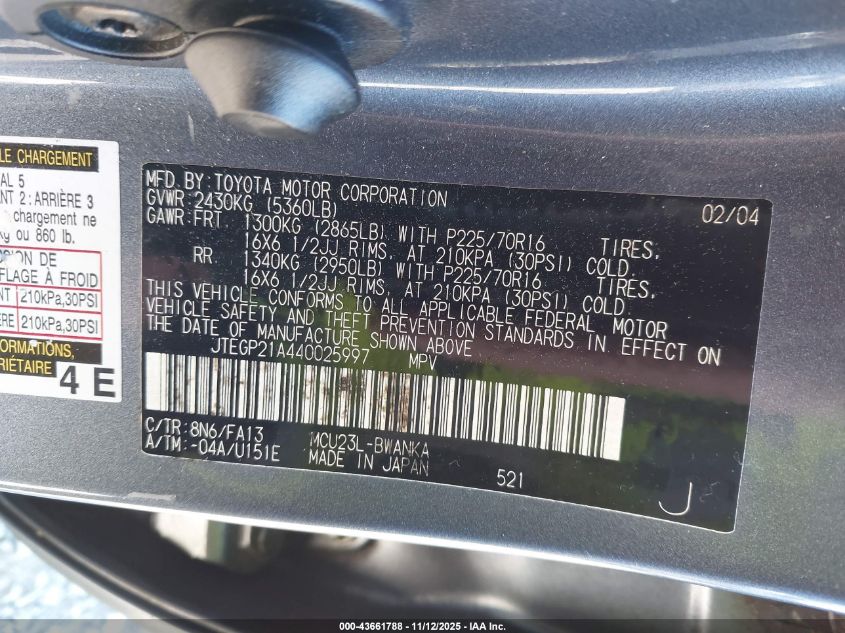 LE CHARGEMENT
AL 5
ANT 2: ARRIÈRE 3
chargement ne
kg ou 860 lb.
SION DE
FLAGE À FROID
NT 210kPa,30PSI
ÈRE 210kPa,30PSI
FORMATIONS,
PRIÉTAIRE
4 E
MFD BY: TOYOTA MOTOR CORPORATION 02/04
GVWR: 2430KG (5360LB)
GAWR: FRT 1300KG (2865LB) WITH P225/70R16 TIRES,
16X6 1/2JJ RIMS, AT 210KPA (30PSI) COLD.
RR 1340KG (2950LB) WITH P225/70R16 TIRES,
16X6 1/2JJ RIMS, AT 210KPA (30PSI) COLD.
THIS VEHICLE CONFORMS TO ALL APPLICABLE FEDERAL MOTOR
VEHICLE SAFETY AND THEFT PREVENTION STANDARDS IN EFFECT ON
THE DATE OF MANUFACTURE SHOWN ABOVE
JTEGP21A440025997 MPV
C/TR: 8N6/FA13 MCU23L-BWANKA
A/TM: -04A/U151E MADE IN JAPAN
521
J
000-43661788 - 11/12/2025 - IAA Inc.